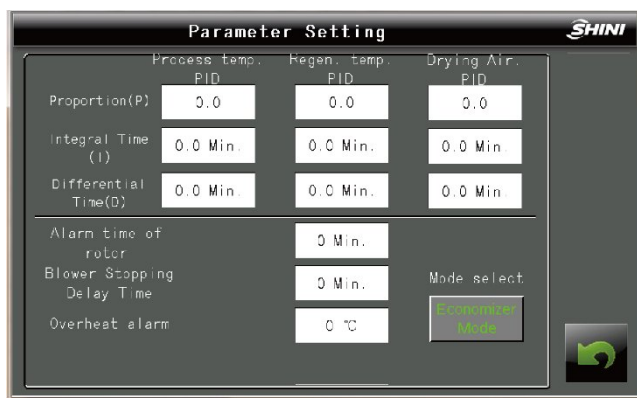 Parameter Setting
SHINI
Process temp. Regen. temp. Drying Air.
PID PID PID
Proportion(P) 0.0 0.0 0.0
Integral Time 0.0 Min. 0.0 Min. 0.0 Min.
(I)
Differential 0.0 Min. 0.0 Min. 0.0 Min.
Time(D)
Alarm time of 0 Min.
rotor
Blower Stopping 0 Min. Mode select
Delay Time
Overheat alarm 0 ℃ Economizer
Mode